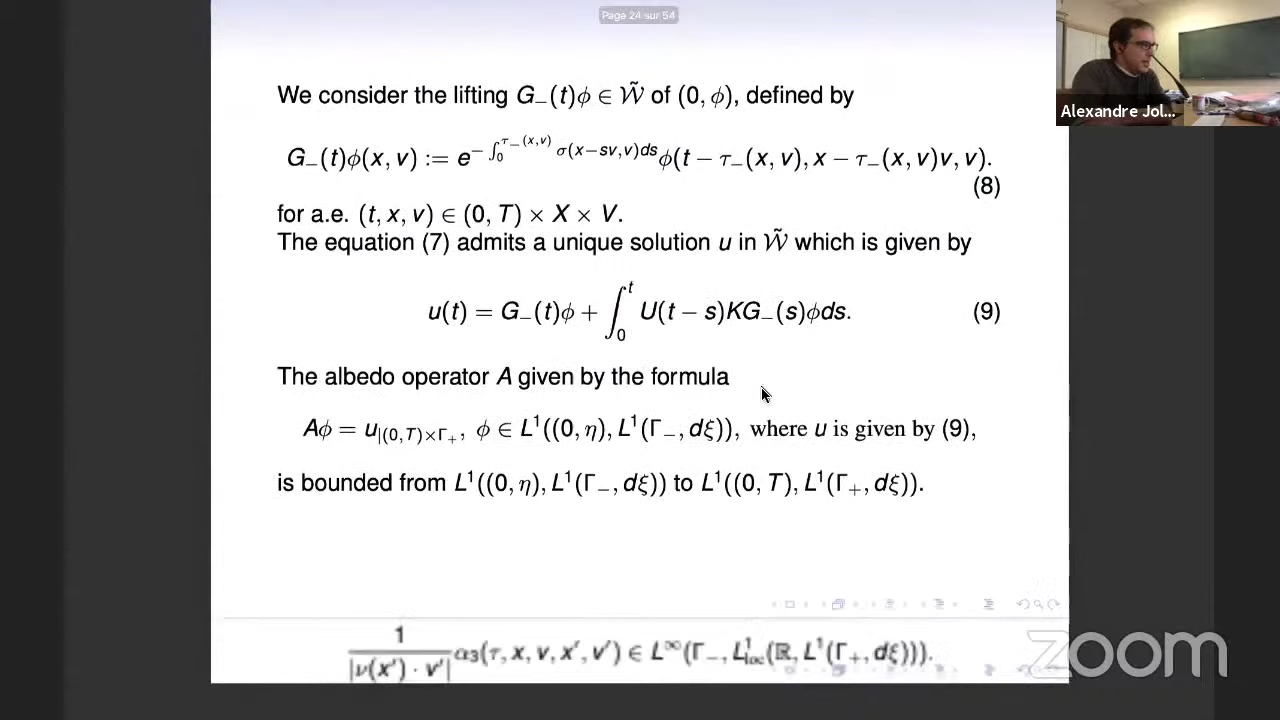 Page 24 sur 54
We consider the lifting G₋(t)ϕ ∈ W̃ of (0, ϕ), defined by
G₋(t)ϕ(x, v) := e^{− ∫₀^{τ₋(x,v)} σ(x−sv,v)ds} ϕ(t − τ₋(x, v), x − τ₋(x, v)v, v).
(8)
for a.e. (t, x, v) ∈ (0, T) × X × V.
The equation (7) admits a unique solution u in W̃ which is given by
u(t) = G₋(t)ϕ + ∫₀ᵗ U(t − s)KG₋(s)ϕds. (9)
The albedo operator A given by the formula
Aϕ = u_{|(0,T)×Γ₊}, ϕ ∈ L¹((0, η), L¹(Γ₋, dξ)), where u is given by (9),
is bounded from L¹((0, η), L¹(Γ₋, dξ)) to L¹((0, T), L¹(Γ₊, dξ)).
1/|ν(x′) · v′| α₃(τ, x, v, x′, v′) ∈ L^∞(Γ₋, L¹_{loc}(ℝ, L¹(Γ₊, dξ))).
Alexandre Jol...
zoom